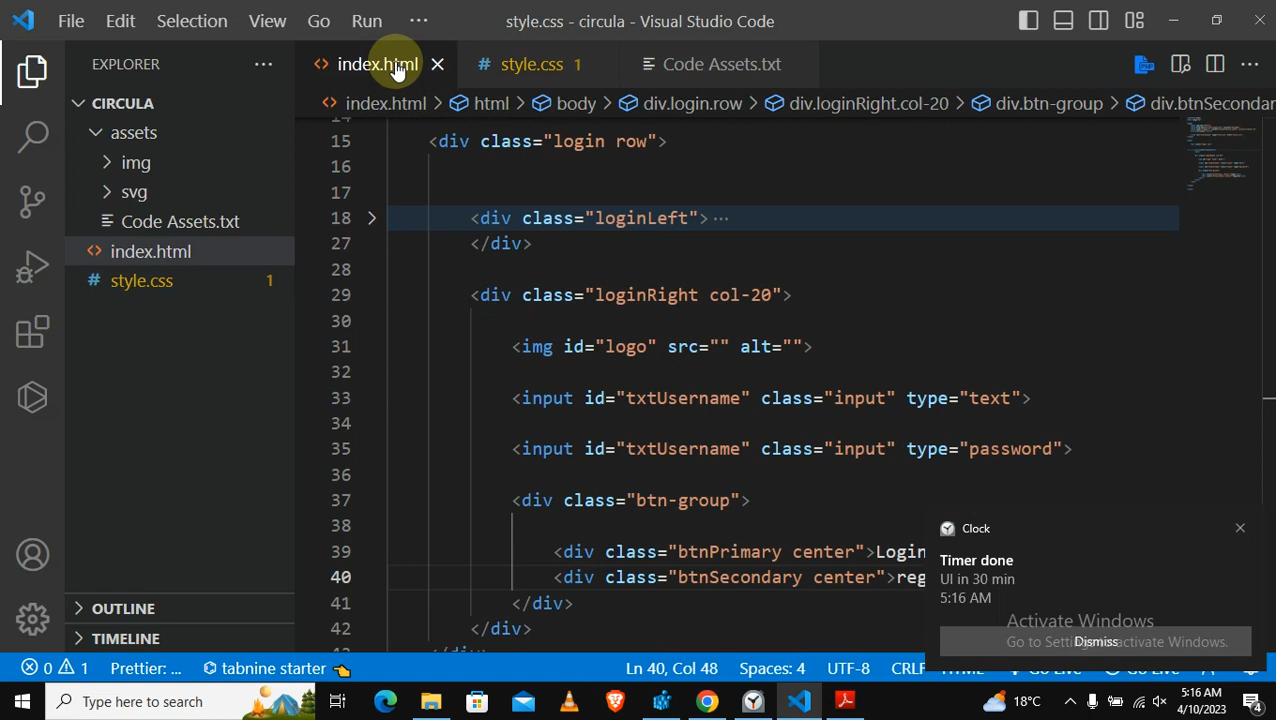 File Edit Selection View Go Run ··· style.css - circula - Visual Studio Code
EXPLORER ···
index.html
style.css 1
Code Assets.txt
CIRCULA
assets
img
svg
Code Assets.txt
index.html
style.css 1
OUTLINE
TIMELINE
index.html > html > body > div.login.row > div.loginRight.col-20 > div.btn-group > div.btnSecondar
14
15 <div class="login row">
16
17
18 <div class="loginLeft"> ···
27 </div>
28
29 <div class="loginRight col-20">
30
31 <img id="logo" src="" alt="">
32
33 <input id="txtUsername" class="input" type="text">
34
35 <input id="txtUsername" class="input" type="password">
36
37 <div class="btn-group">
38
39 <div class="btnPrimary center">Login
40 <div class="btnSecondary center">reg
41 </div>
42 </div>
Clock
Timer done
UI in 30 min
5:16 AM
Activate Windows
Go to Settings to activate Windows.
Dismiss
0 1 Prettier: ··· tabnine starter Ln 40, Col 48 Spaces: 4 UTF-8 CRLF
Type here to search 18°C 5:16 AM
4/10/2023
4